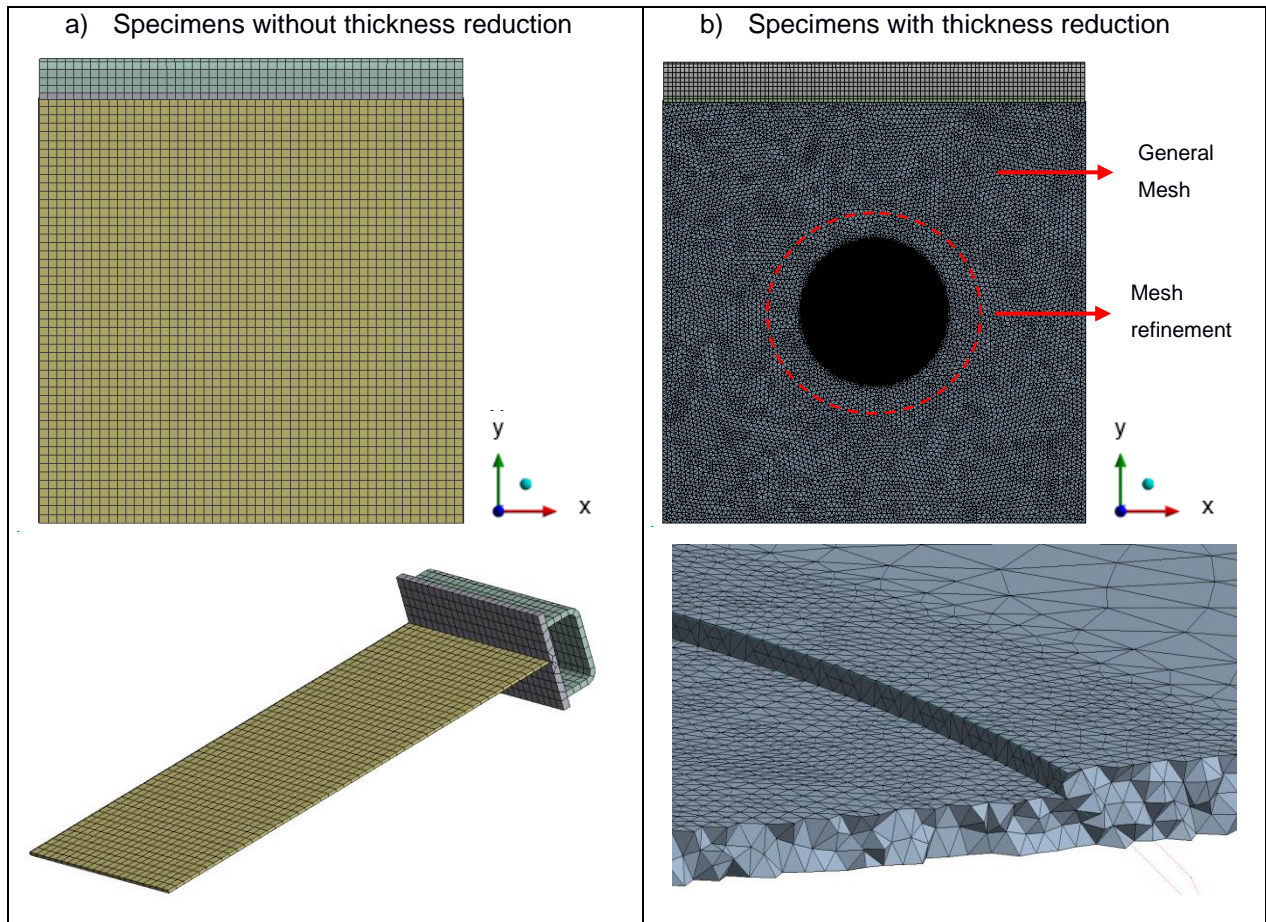 a) Specimens without thickness reduction
b) Specimens with thickness reduction
General
Mesh
Mesh
refinement
y
x
y
x